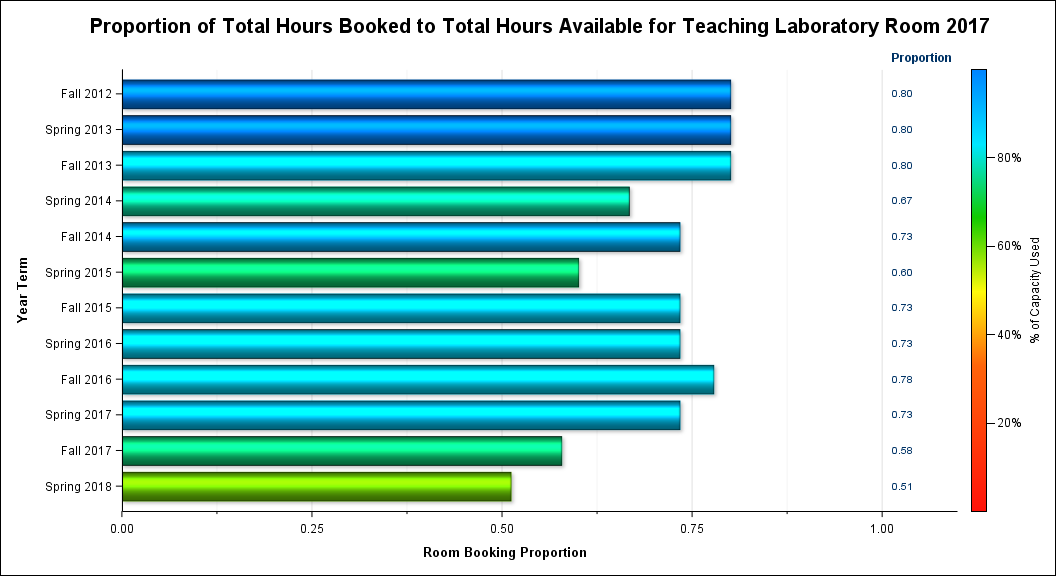 Proportion of Total Hours Booked to Total Hours Available for Teaching Laboratory Room 2017
Proportion
Fall 2012 0.80
Spring 2013 0.80
Fall 2013 0.80
Spring 2014 0.67
Fall 2014 0.73
Spring 2015 0.60
Fall 2015 0.73
Spring 2016 0.73
Fall 2016 0.78
Spring 2017 0.73
Fall 2017 0.58
Spring 2018 0.51
Year Term
0.00 0.25 0.50 0.75 1.00
Room Booking Proportion
80%
60%
40%
20%
% of Capacity Used